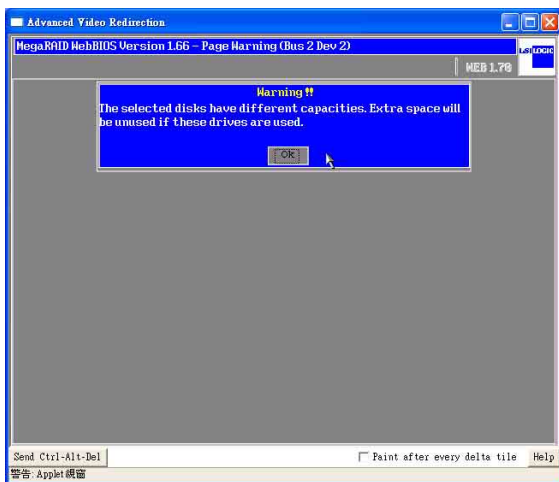 Advanced Video Redirection
MegaRAID WebBIOS Version 1.66 - Page Warning (Bus 2 Dev 2)
LSI LOGIC
WEB 1.70
Warning !!
The selected disks have different capacities. Extra space will
be unused if these drives are used.
Ok
Send Ctrl-Alt-Del
Paint after every delta tile
Help
警告: Applet 視窗